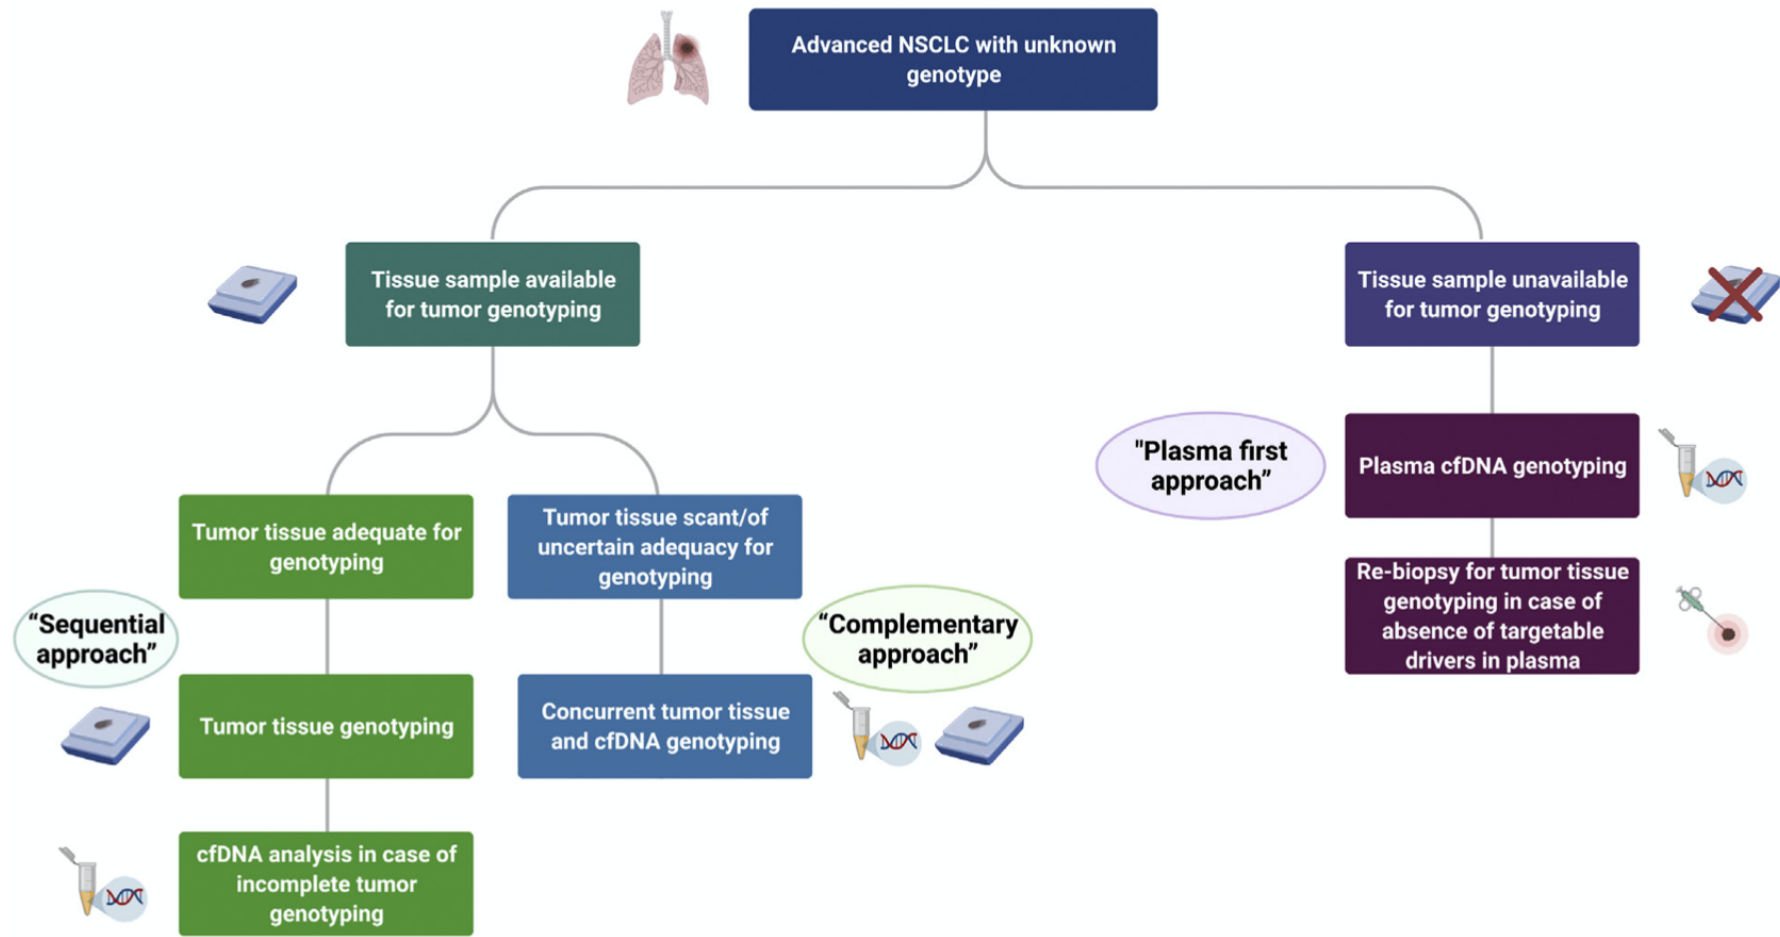 Advanced NSCLC with unknown
genotype
Tissue sample available
for tumor genotyping
Tissue sample unavailable
for tumor genotyping
"Plasma first
approach”
Plasma cfDNA genotyping
Tumor tissue adequate for
genotyping
Tumor tissue scant/of
uncertain adequacy for
genotyping
Re-biopsy for tumor tissue
genotyping in case of
absence of targetable
drivers in plasma
“Sequential
approach”
“Complementary
approach”
Tumor tissue genotyping
Concurrent tumor tissue
and cfDNA genotyping
cfDNA analysis in case of
incomplete tumor
genotyping